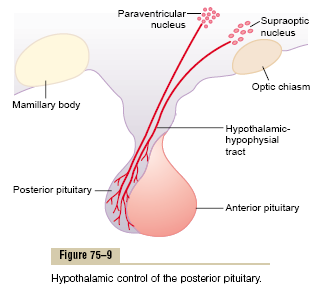 Paraventricular
nucleus
Supraoptic
nucleus
Optic chiasm
Mamillary body
Hypothalamic-
hypophysial
tract
Posterior pituitary
Anterior pituitary
Figure 75–9
Hypothalamic control of the posterior pituitary.